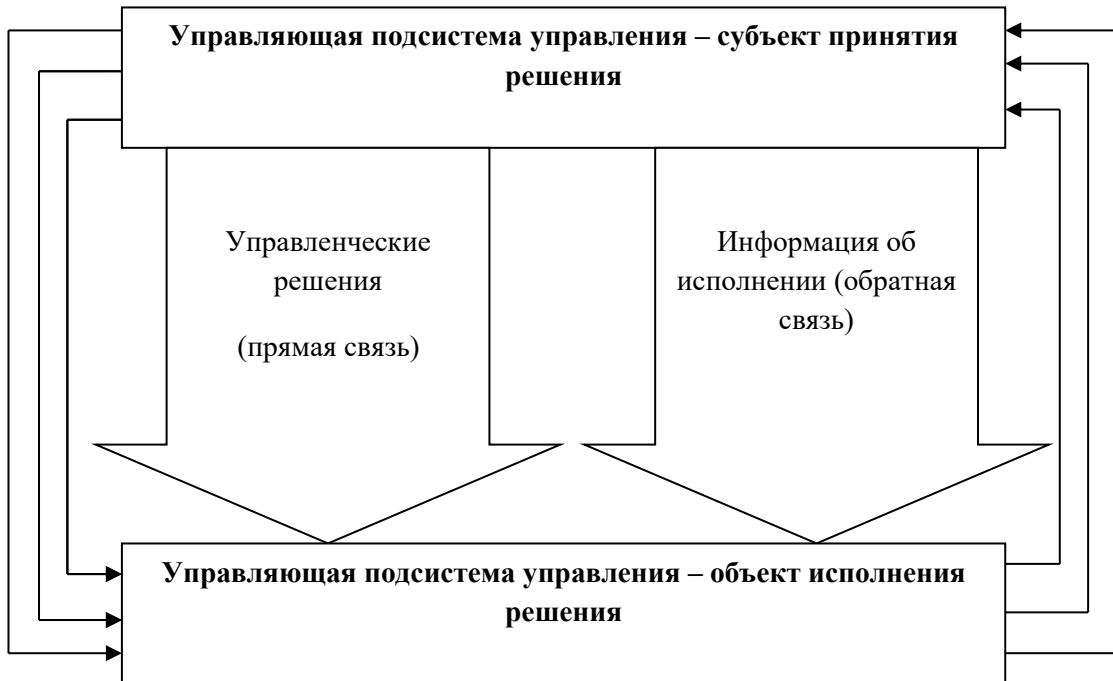 Управляющая подсистема управления – субъект принятия
решения
Управленческие
решения
(прямая связь)
Информация об
исполнении (обратная
связь)
Управляющая подсистема управления – объект исполнения
решения